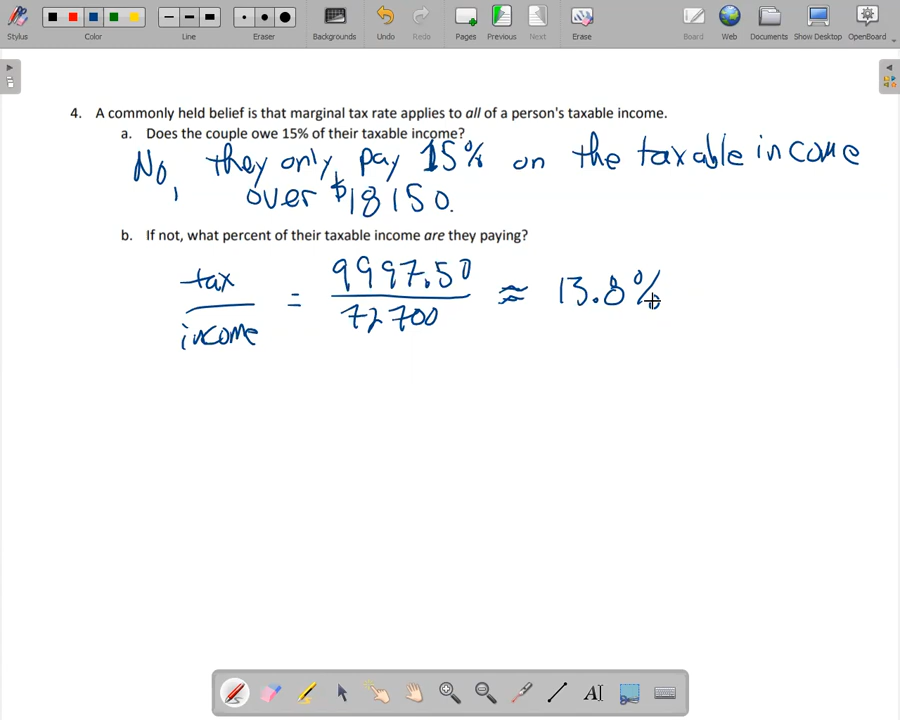 Stylus Color Line Eraser Backgrounds Undo Redo Pages Previous Next Erase Board Web Documents Show Desktop OpenBoard
4. A commonly held belief is that marginal tax rate applies to all of a person's taxable income.
a. Does the couple owe 15% of their taxable income?
No, they only pay 15% on the taxable income
over $18150.
b. If not, what percent of their taxable income are they paying?
tax / income = 9997.50 / 72700 ≈ 13.8%